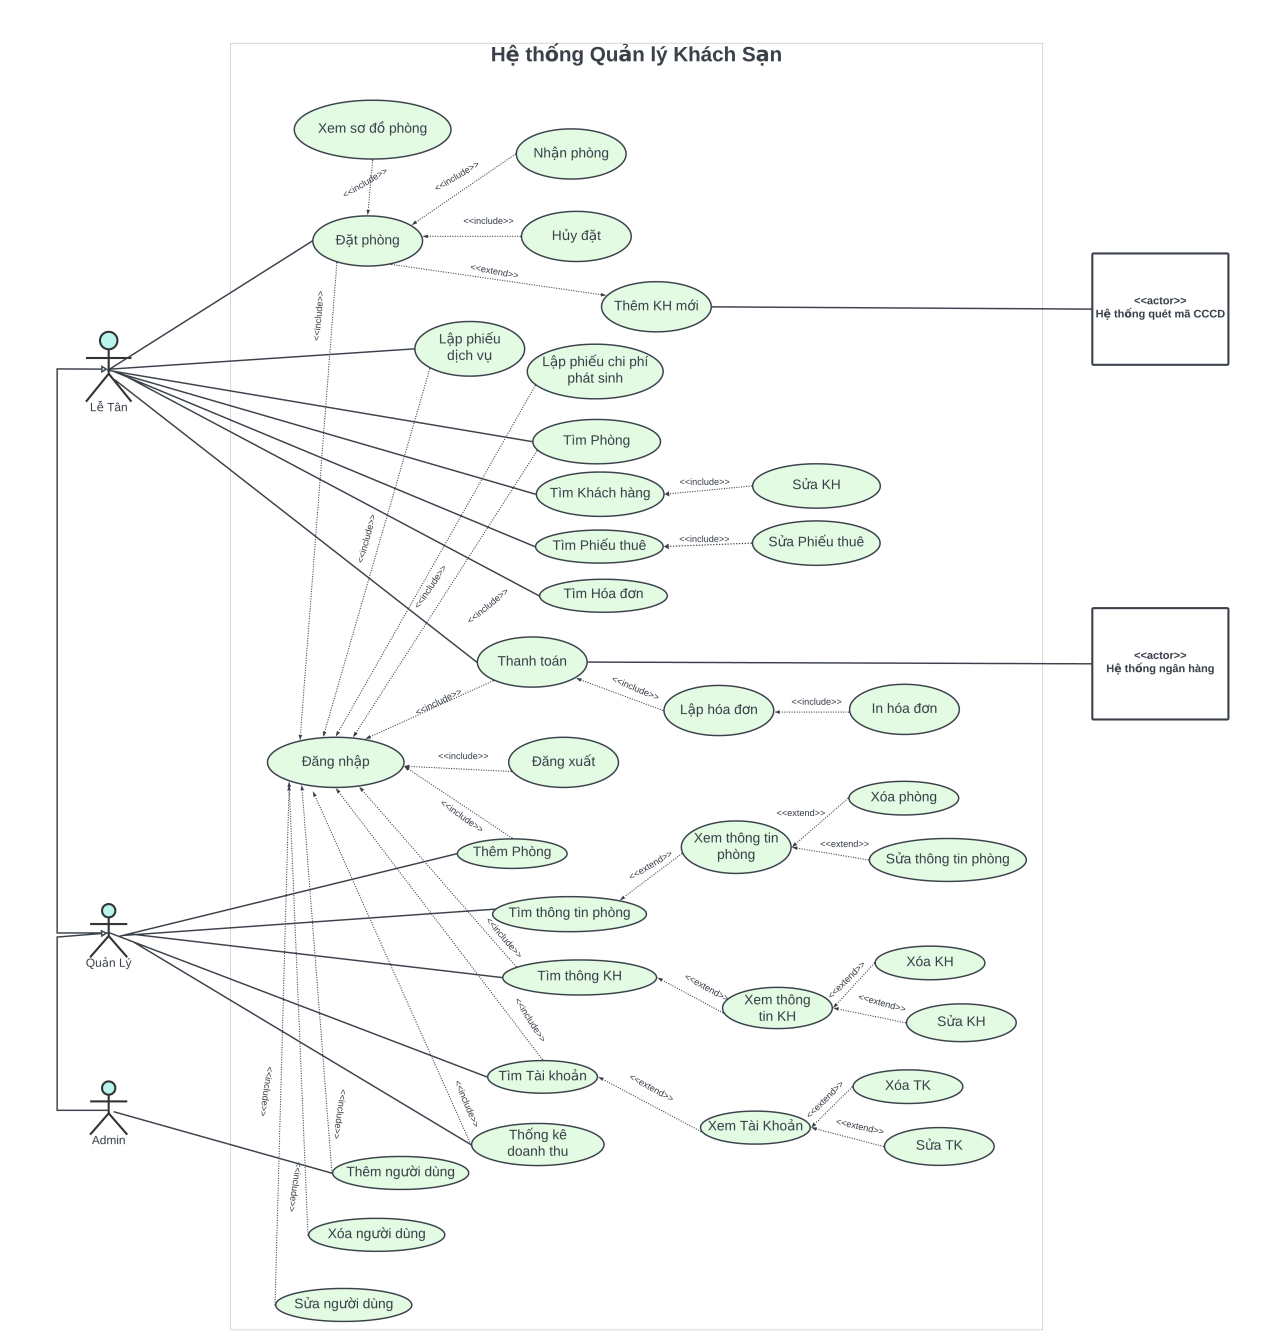 Hệ thống Quản lý Khách Sạn
Xem sơ đồ phòng
Nhận phòng
<<include>>
<<include>>
<<include>>
Hủy đặt
Đặt phòng
<<extend>>
<<include>>
Thêm KH mới
<<actor>>
Hệ thống quét mã CCCD
Lập phiếu
dịch vụ
Lập phiếu chi phí
phát sinh
Lễ Tân
Tìm Phòng
Tìm Khách hàng
<<include>>
Sửa KH
Tìm Phiếu thuê
<<include>>
Sửa Phiếu thuê
<<include>>
<<include>>
<<include>>
Tìm Hóa đơn
Thanh toán
<<actor>>
Hệ thống ngân hàng
<<include>>
<<include>>
Lập hóa đơn
<<include>>
In hóa đơn
Đăng nhập
<<include>>
Đăng xuất
<<include>>
Thêm Phòng
Xem thông tin
phòng
<<extend>>
Xóa phòng
<<extend>>
Sửa thông tin phòng
<<extend>>
Tìm thông tin phòng
<<include>>
Quản Lý
Tìm thông KH
<<extend>>
Xem thông
tin KH
<<extend>>
Xóa KH
<<extend>>
Sửa KH
<<include>>
Tìm Tài khoản
<<extend>>
Xem Tài Khoản
<<extend>>
Xóa TK
<<extend>>
Sửa TK
<<include>>
<<include>>
<<include>>
Thống kê
doanh thu
Admin
Thêm người dùng
<<include>>
Xóa người dùng
Sửa người dùng